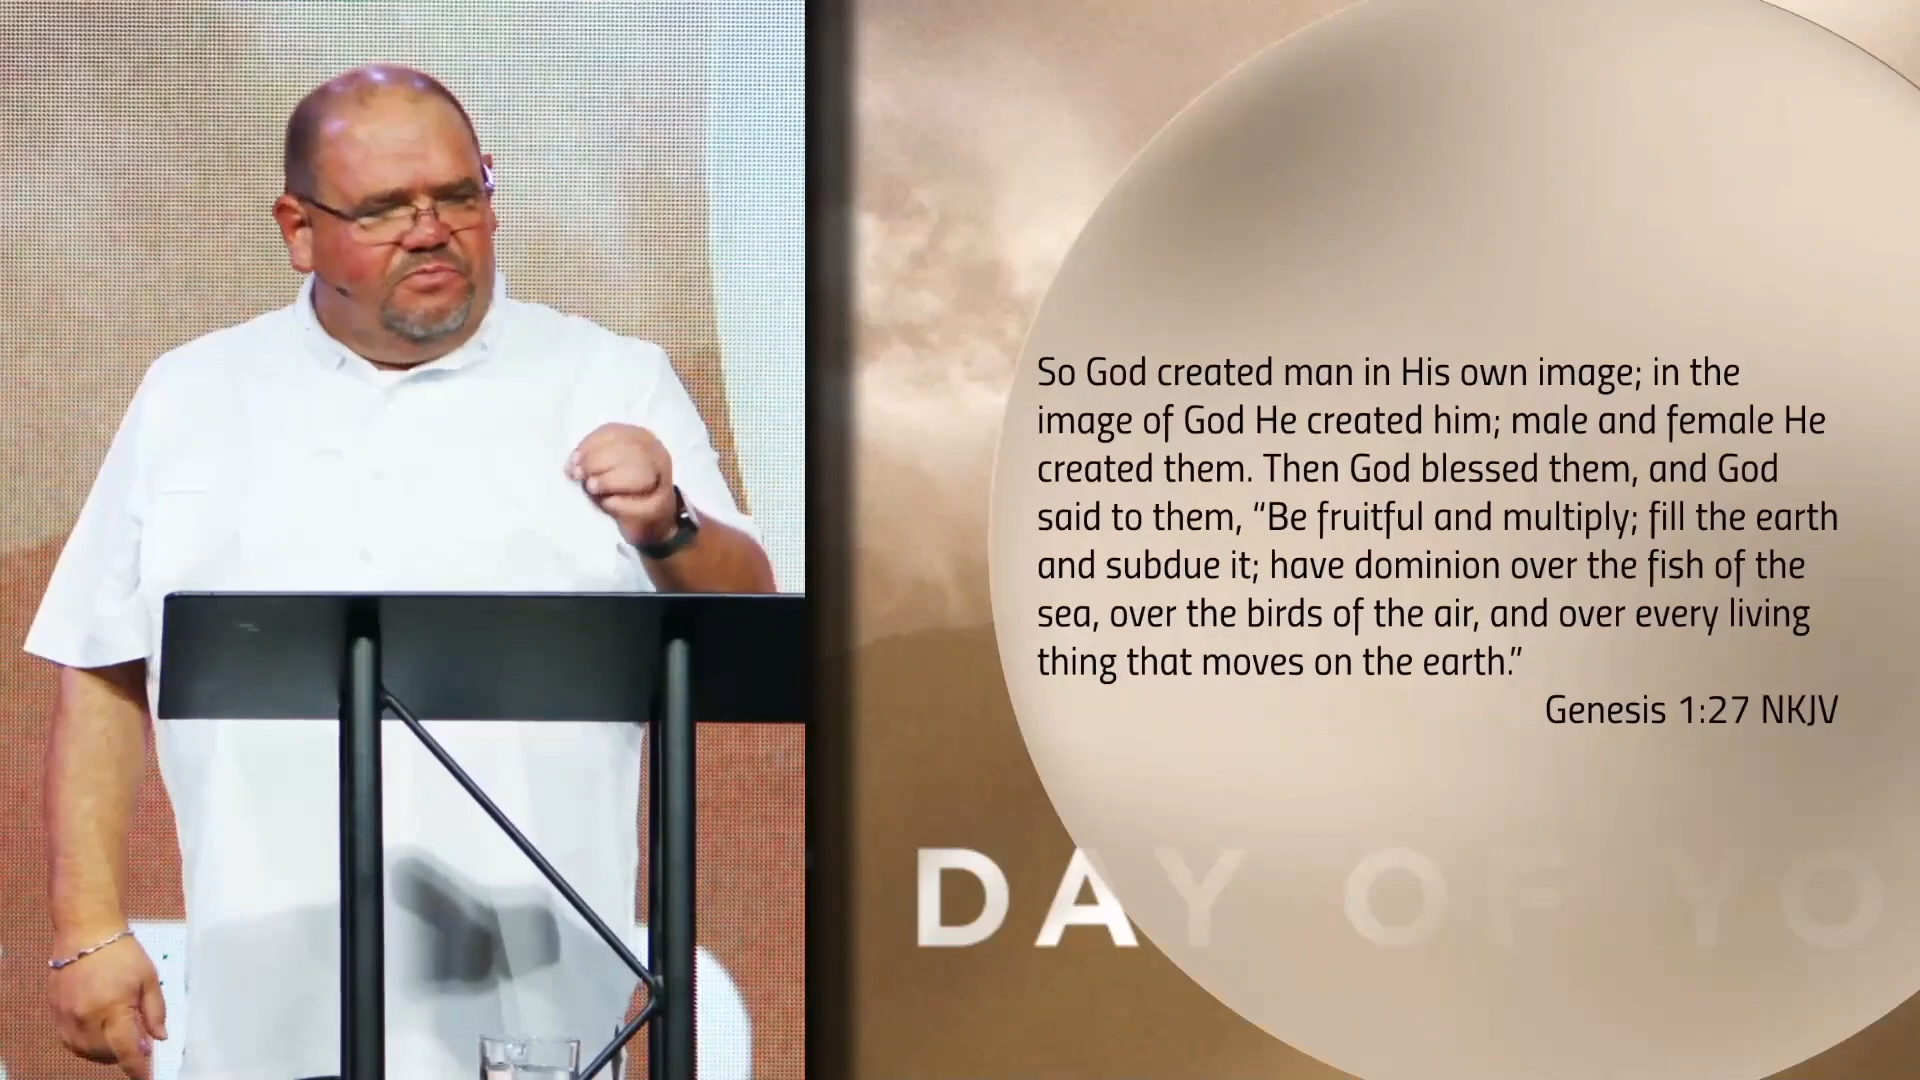 So God created man in His own image; in the
image of God He created him; male and female He
created them. Then God blessed them, and God
said to them, “Be fruitful and multiply; fill the earth
and subdue it; have dominion over the fish of the
sea, over the birds of the air, and over every living
thing that moves on the earth.”
Genesis 1:27 NKJV
DAY OF YO